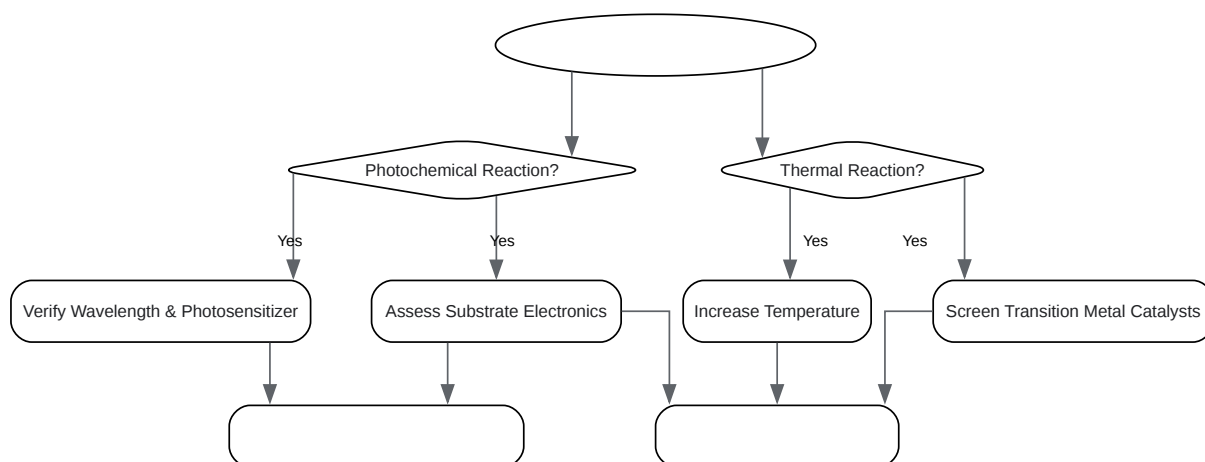 Photochemical Reaction?
Thermal Reaction?
Yes
Yes
Yes
Yes
Verify Wavelength & Photosensitizer
Assess Substrate Electronics
Increase Temperature
Screen Transition Metal Catalysts